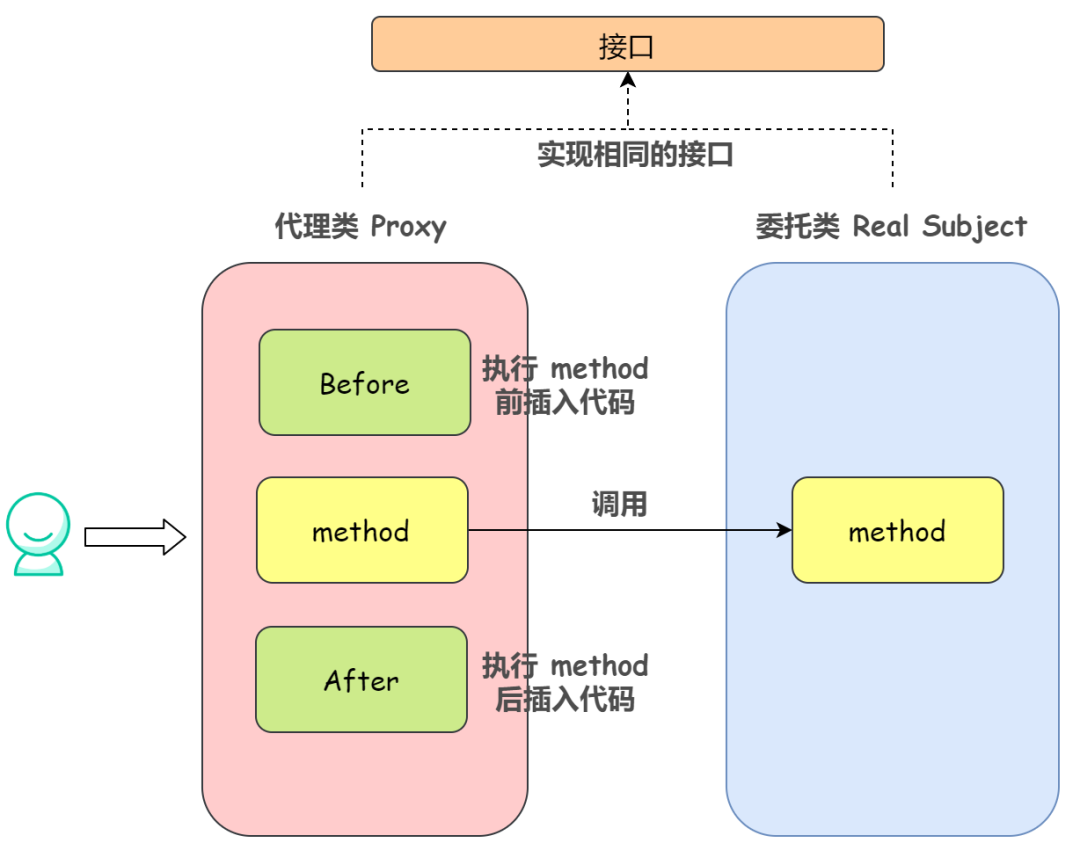 接口
实现相同的接口
代理类 Proxy
委托类 Real Subject
Before
执行 method
前插入代码
method
调用
method
After
执行 method
后插入代码